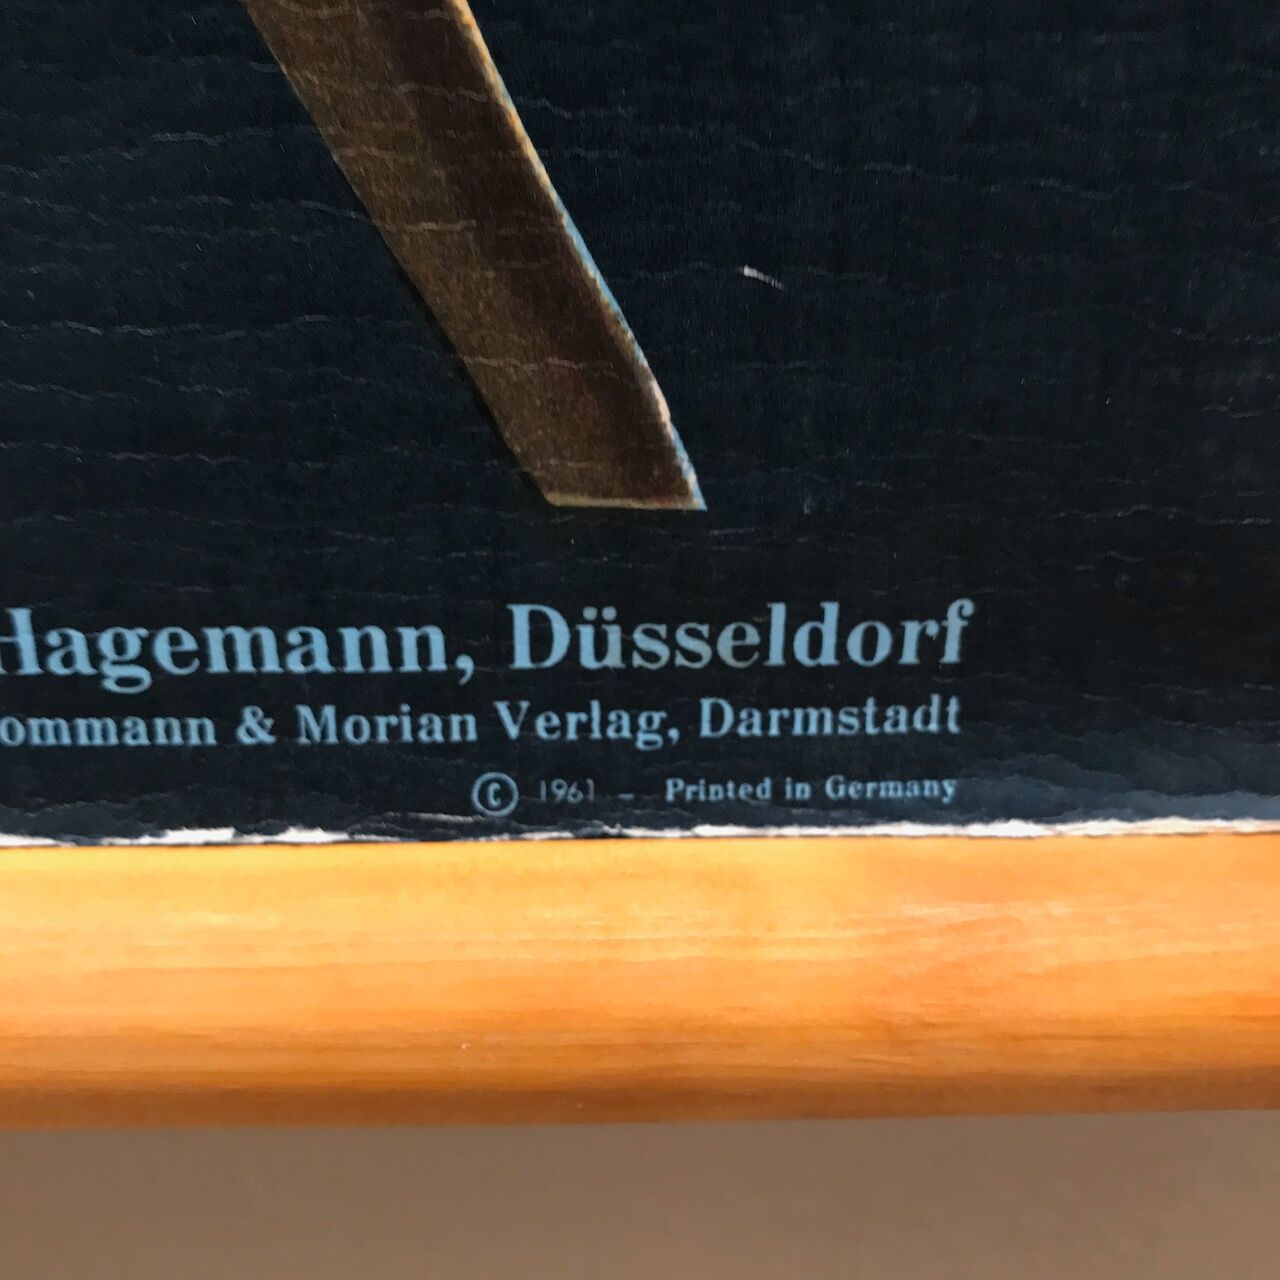 Hagemann, Düsseldorf
ommann & Morian Verlag, Darmstadt
© 1961 – Printed in Germany